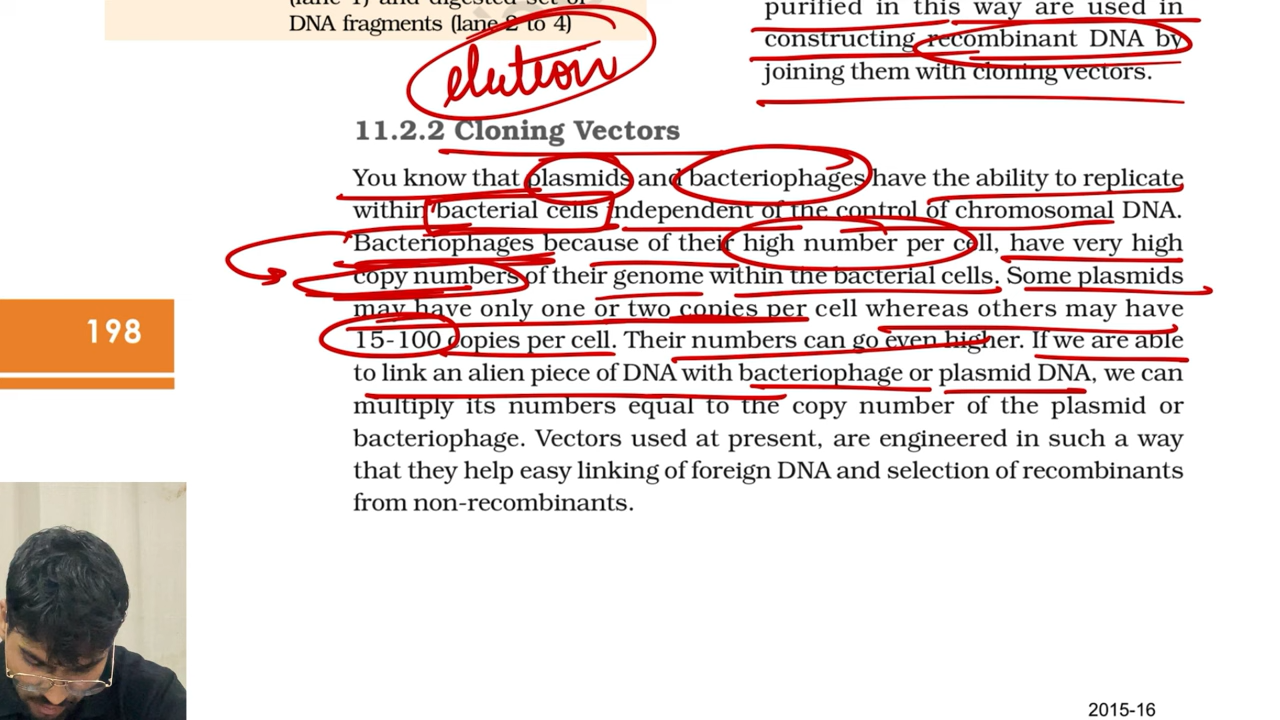 (lane 1) and digested set of
DNA fragments (lane 2 to 4)
elution
purified in this way are used in
constructing recombinant DNA by
joining them with cloning vectors.
11.2.2 Cloning Vectors
You know that plasmids and bacteriophages have the ability to replicate
within bacterial cells independent of the control of chromosomal DNA.
Bacteriophages because of their high number per cell, have very high
copy numbers of their genome within the bacterial cells. Some plasmids
may have only one or two copies per cell whereas others may have
15-100 copies per cell. Their numbers can go even higher. If we are able
to link an alien piece of DNA with bacteriophage or plasmid DNA, we can
multiply its numbers equal to the copy number of the plasmid or
bacteriophage. Vectors used at present, are engineered in such a way
that they help easy linking of foreign DNA and selection of recombinants
from non-recombinants.
198
2015-16